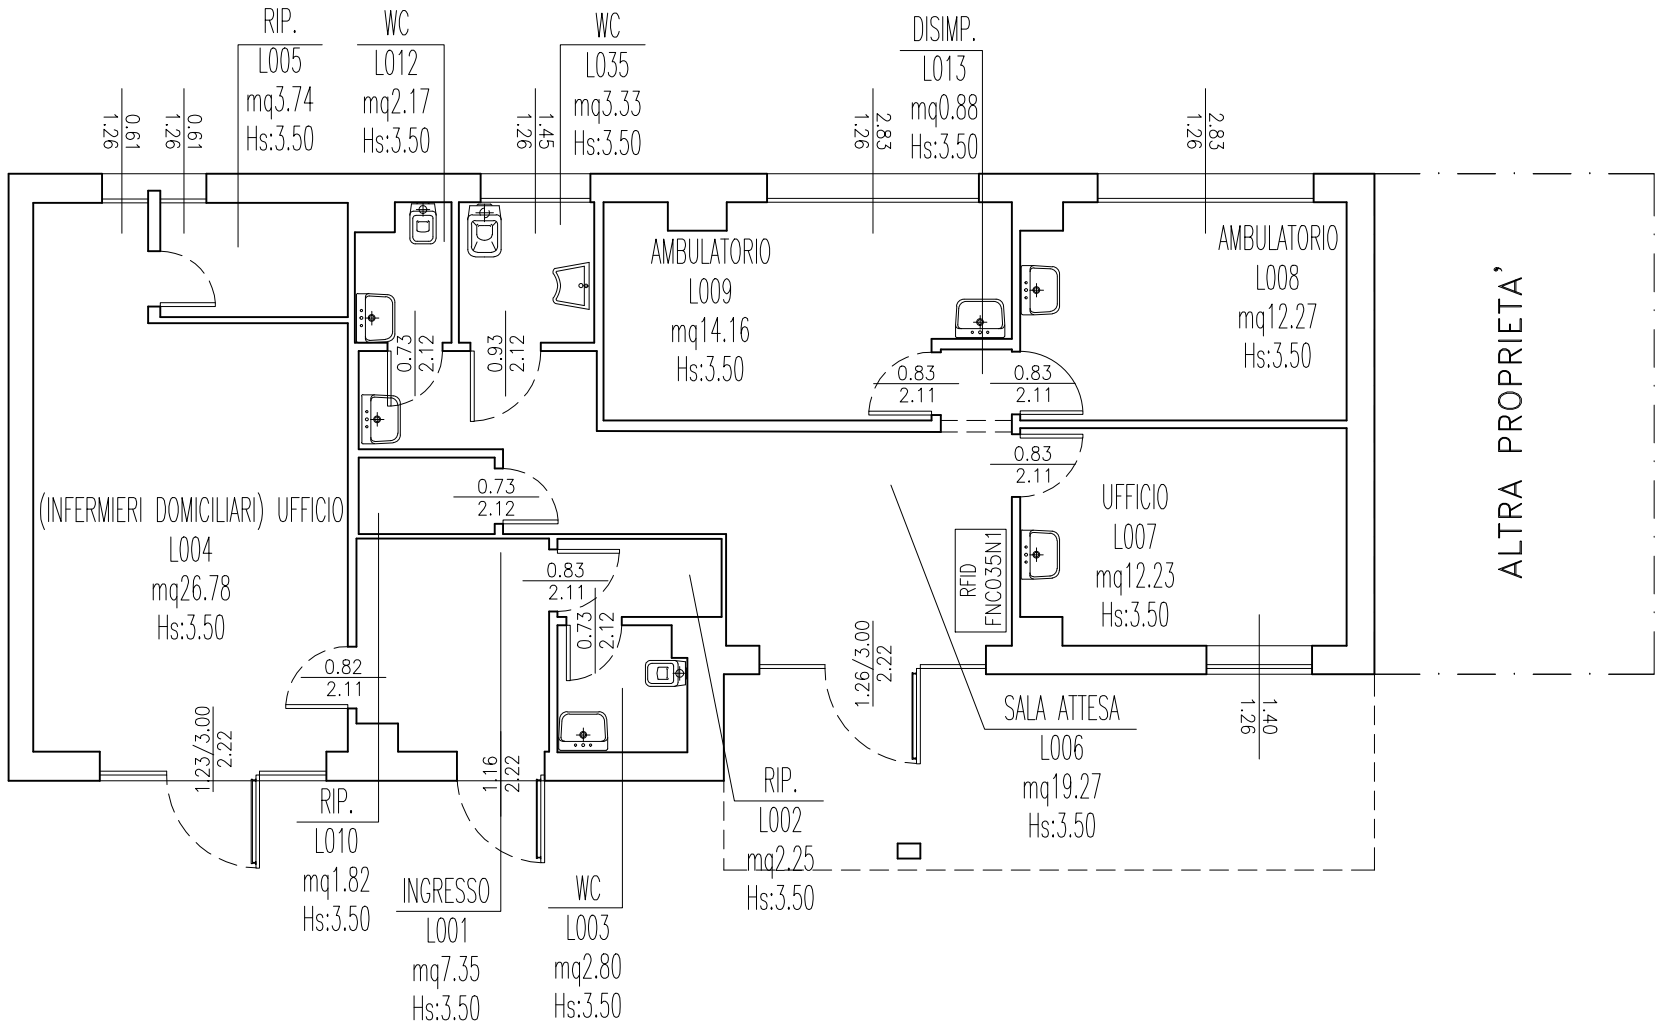 RIP.
L005
mq3.74
Hs:3.50
WC
L012
mq2.17
Hs:3.50
WC
L035
mq3.33
Hs:3.50
DISIMP.
L013
mq0.88
Hs:3.50
0.61
1.26
0.61
1.26
1.45
1.26
2.83
1.26
2.83
1.26
AMBULATORIO
L009
mq14.16
Hs:3.50
AMBULATORIO
L008
mq12.27
Hs:3.50
ALTRA PROPRIETA'
0.73
2.12
0.93
2.12
0.83
2.11
0.83
2.11
0.83
2.11
0.73
2.12
(INFERMIERI DOMICILIARI) UFFICIO
L004
mq26.78
Hs:3.50
UFFICIO
L007
mq12.23
Hs:3.50
RFID
FNC035N1
0.83
2.11
0.73
2.12
0.82
2.11
1.26/3.00
2.22
1.23/3.00
2.22
1.16
2.22
1.40
1.26
SALA ATTESA
L006
mq19.27
Hs:3.50
RIP.
L010
mq1.82
Hs:3.50
RIP.
L002
mq2.25
Hs:3.50
INGRESSO
L001
mq7.35
Hs:3.50
WC
L003
mq2.80
Hs:3.50